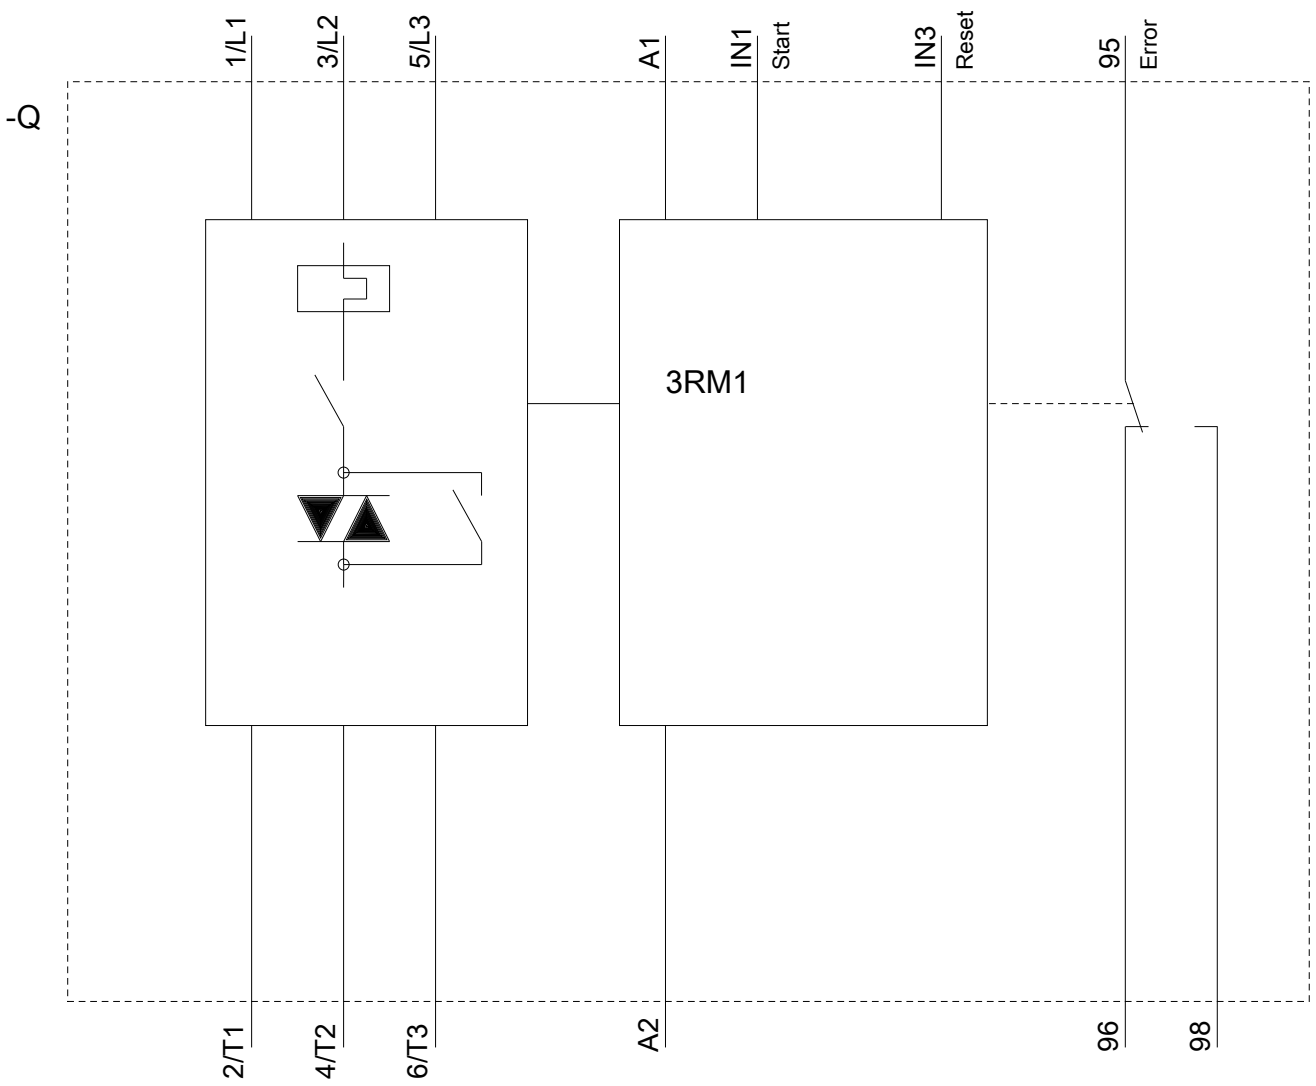 1/L1
3/L2
5/L3
A1
IN1
Start
IN3
Reset
95
Error
-Q
3RM1
2/T1
4/T2
6/T3
A2
96
98